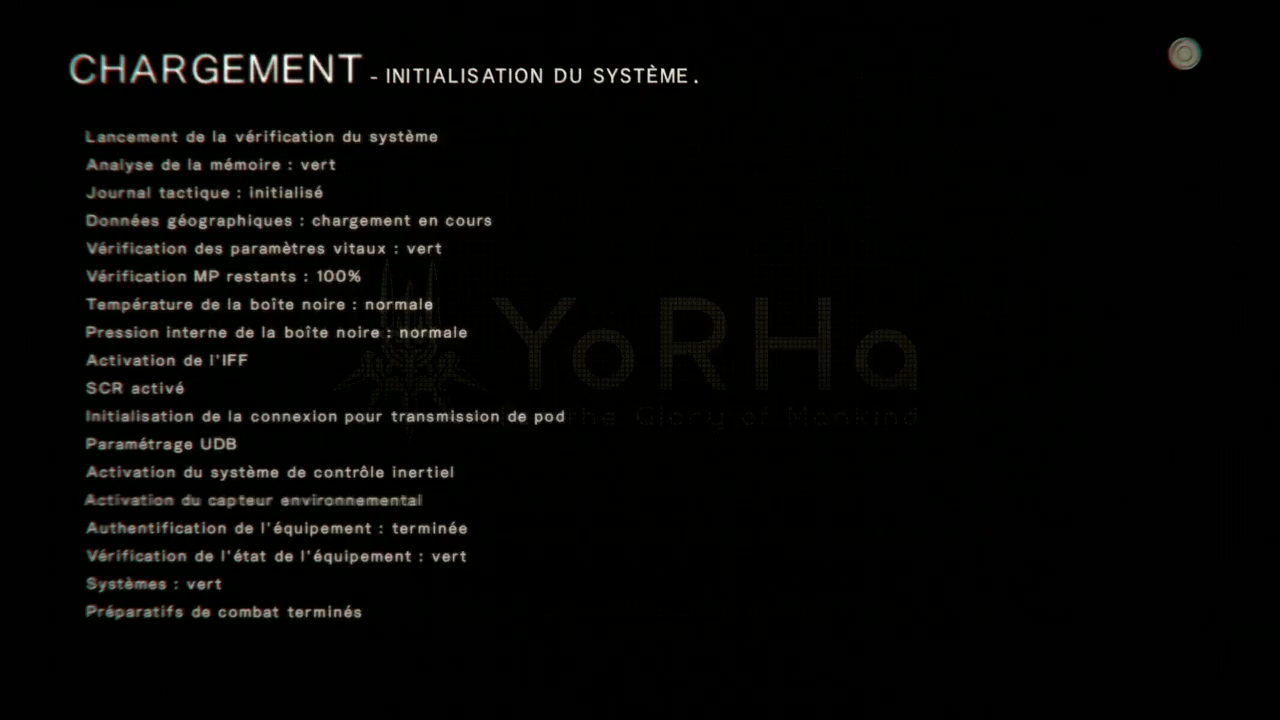 CHARGEMENT - INITIALISATION DU SYSTÈME.
Lancement de la vérification du système
Analyse de la mémoire : vert
Journal tactique : initialisé
Données géographiques : chargement en cours
Vérification des paramètres vitaux : vert
Vérification MP restants : 100%
Température de la boîte noire : normale
Pression interne de la boîte noire : normale
Activation de l'IFF
SCR activé
Initialisation de la connexion pour transmission de pod
Paramétrage UDB
Activation du système de contrôle inertiel
Activation du capteur environnemental
Authentification de l'équipement : terminée
Vérification de l'état de l'équipement : vert
Systèmes : vert
Préparatifs de combat terminés
YoRHa
the Glory of Mankind